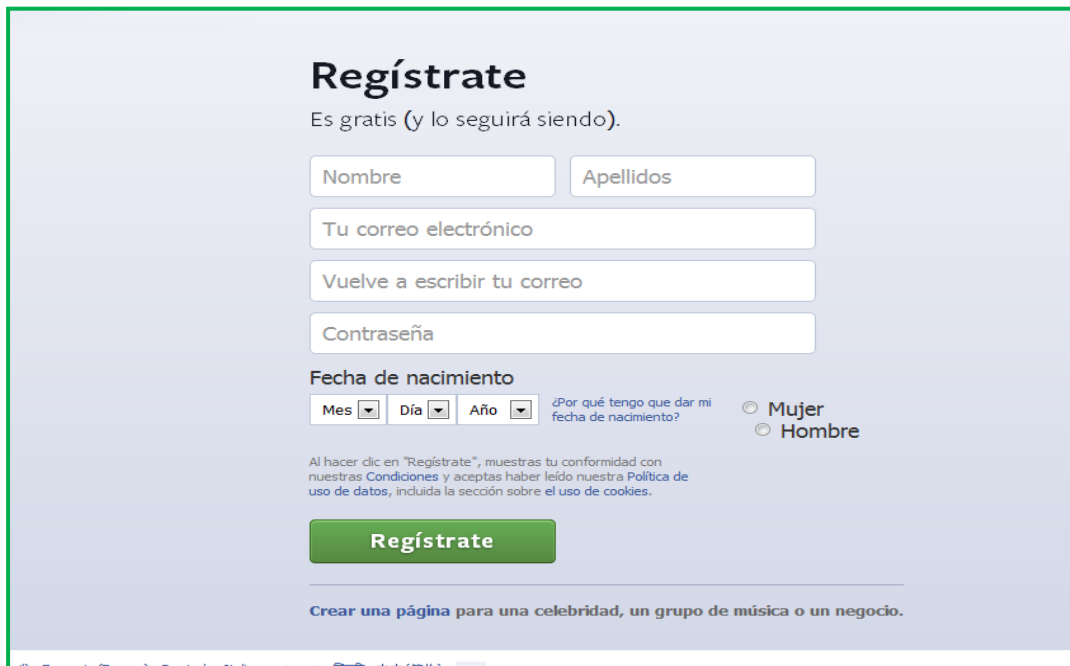 Regístrate
Es gratis (y lo seguirá siendo).
Nombre Apellidos
Tu correo electrónico
Vuelve a escribir tu correo
Contraseña
Fecha de nacimiento
Mes Día Año ¿Por qué tengo que dar mi
fecha de nacimiento?
Mujer
Hombre
Al hacer clic en "Regístrate", muestras tu conformidad con
nuestras Condiciones y aceptas haber leído nuestra Política de
uso de datos, incluida la sección sobre el uso de cookies.
Regístrate
Crear una página para una celebridad, un grupo de música o un negocio.